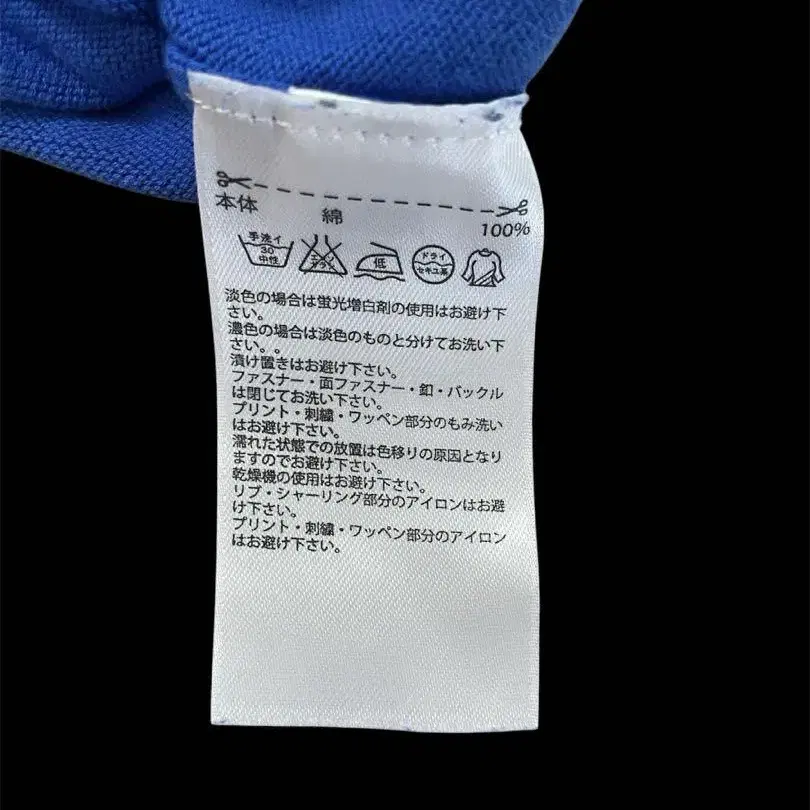 本体 綿 100%
手洗イ
30
中性
エンソ
サラシ
低
ドライ
セキユ系
淡色の場合は蛍光増白剤の使用はお避け下
さい。
濃色の場合は淡色のものと分けてお洗い下
さい。。
漬け置きはお避け下さい。
ファスナー・面ファスナー・釦・バックル
は閉じてお洗い下さい。
プリント・刺繍・ワッペン部分のもみ洗い
はお避け下さい。
濡れた状態での放置は色移りの原因となり
ますのでお避け下さい。
乾燥機の使用はお避け下さい。
リブ・シャーリング部分のアイロンはお避
け下さい。
プリント・刺繍・ワッペン部分のアイロン
はお避け下さい。